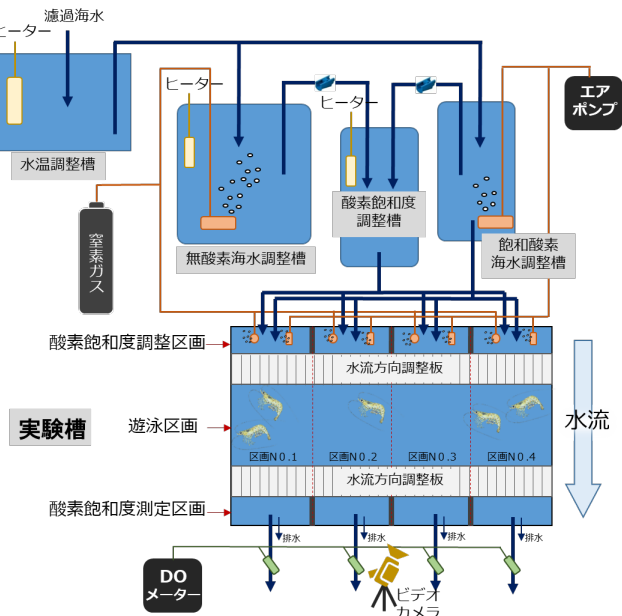 濾過海水
ヒーター
水温調整槽
ヒーター
ヒーター
エア
ポンプ
酸素飽和度
調整槽
無酸素海水調整槽
飽和酸素
海水調整槽
窒素ガス
酸素飽和度調整区画
水流方向調整板
実験槽
遊泳区画
水流
区画NO.1
区画NO.2
区画NO.3
区画NO.4
水流方向調整板
酸素飽和度測定区画
排水
排水
排水
排水
DO
メーター
ビデオ
カメラ